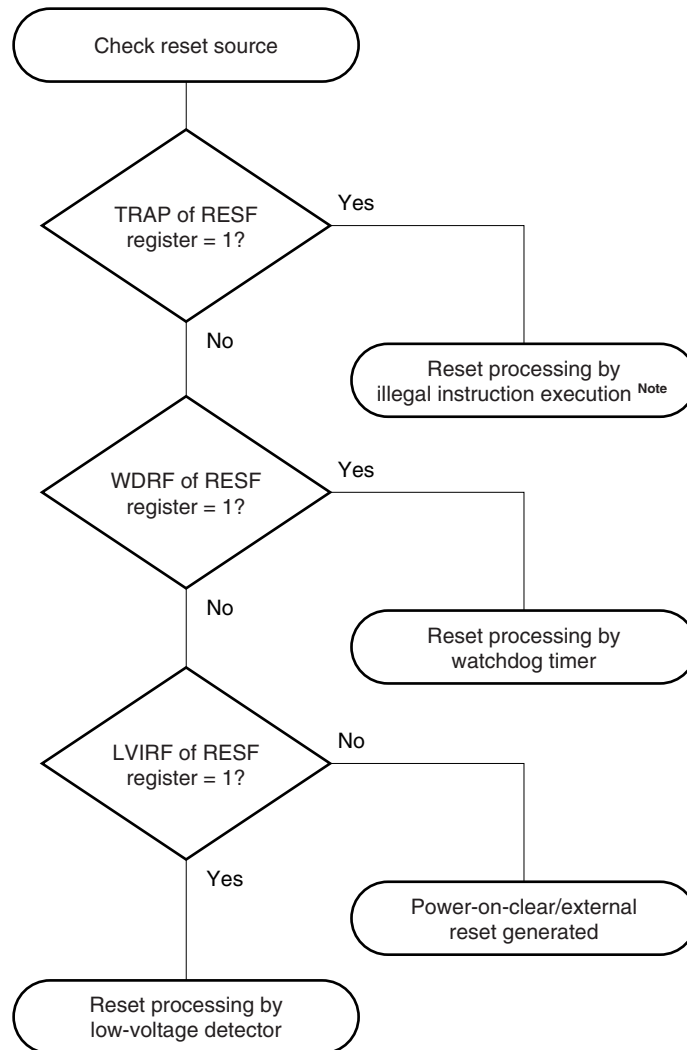 Check reset source
TRAP of RESF
register = 1?
Yes
No
Reset processing by
illegal instruction execution Note
WDRF of RESF
register = 1?
Yes
No
Reset processing by
watchdog timer
LVIRF of RESF
register = 1?
No
Yes
Power-on-clear/external
reset generated
Reset processing by
low-voltage detector